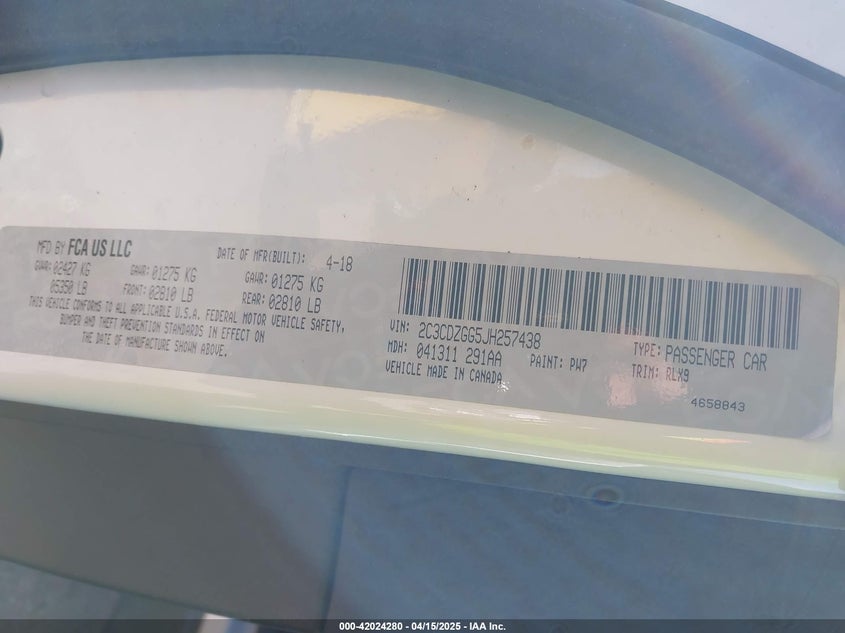 MFD BY FCA US LLC
DATE OF MFR(BUILT): 4-18
GVWR: 02427 KG
GAWR: 01275 KG
GAWR: 01275 KG
05350 LB
FRONT: 02810 LB
REAR: 02810 LB
THIS VEHICLE CONFORMS TO ALL APPLICABLE U.S.A. FEDERAL MOTOR VEHICLE SAFETY,
BUMPER AND THEFT PREVENTION STANDARDS IN EFFECT ON
THE DATE OF MANUFACTURE SHOWN ABOVE.
VIN: 2C3CDZGG5JH257438
TYPE: PASSENGER CAR
MDH: 041311 291AA
PAINT: PW7
TRIM: RLX9
VEHICLE MADE IN CANADA
4658843
000-42024280 - 04/15/2025 - IAA Inc.